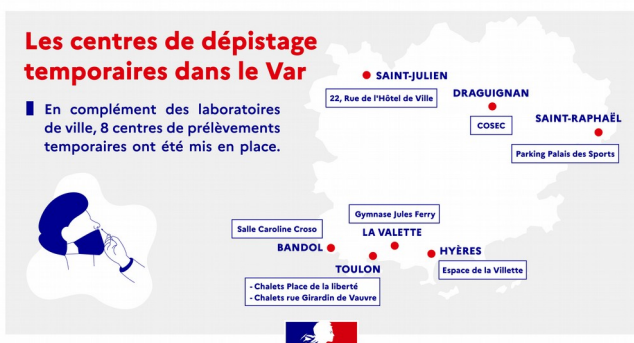 Les centres de dépistage
temporaires dans le Var
En complément des laboratoires
de ville, 8 centres de prélèvements
temporaires ont été mis en place.
SAINT-JULIEN
22, Rue de l'Hôtel de Ville
DRAGUIGNAN
COSEC
SAINT-RAPHAËL
Parking Palais des Sports
Gymnase Jules Ferry
LA VALETTE
Salle Caroline Croso
BANDOL
HYÈRES
Espace de la Villette
TOULON
- Chalets Place de la liberté
- Chalets rue Girardin de Vauvre